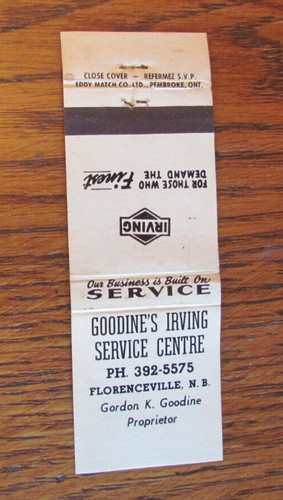 CLOSE COVER — REFERMEZ S.V.P.
EDDY MATCH CO. LTD., PEMBROKE, ONT.
FOR THOSE WHO
DEMAND THE Finest
IRVING
Our Business is Built On
SERVICE
GOODINE'S IRVING
SERVICE CENTRE
PH. 392-5575
FLORENCEVILLE, N.B.
Gordon K. Goodine
Proprietor